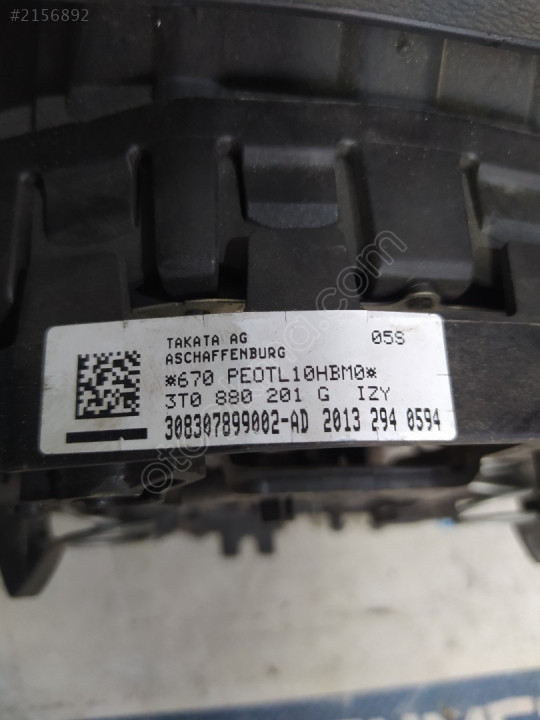 #2156892
TAKATA AG 05S
ASCHAFFENBURG
*670 PEOTL10HBM0*
3T0 880 201 G IZY
308307899002-AD 2013 294 0594